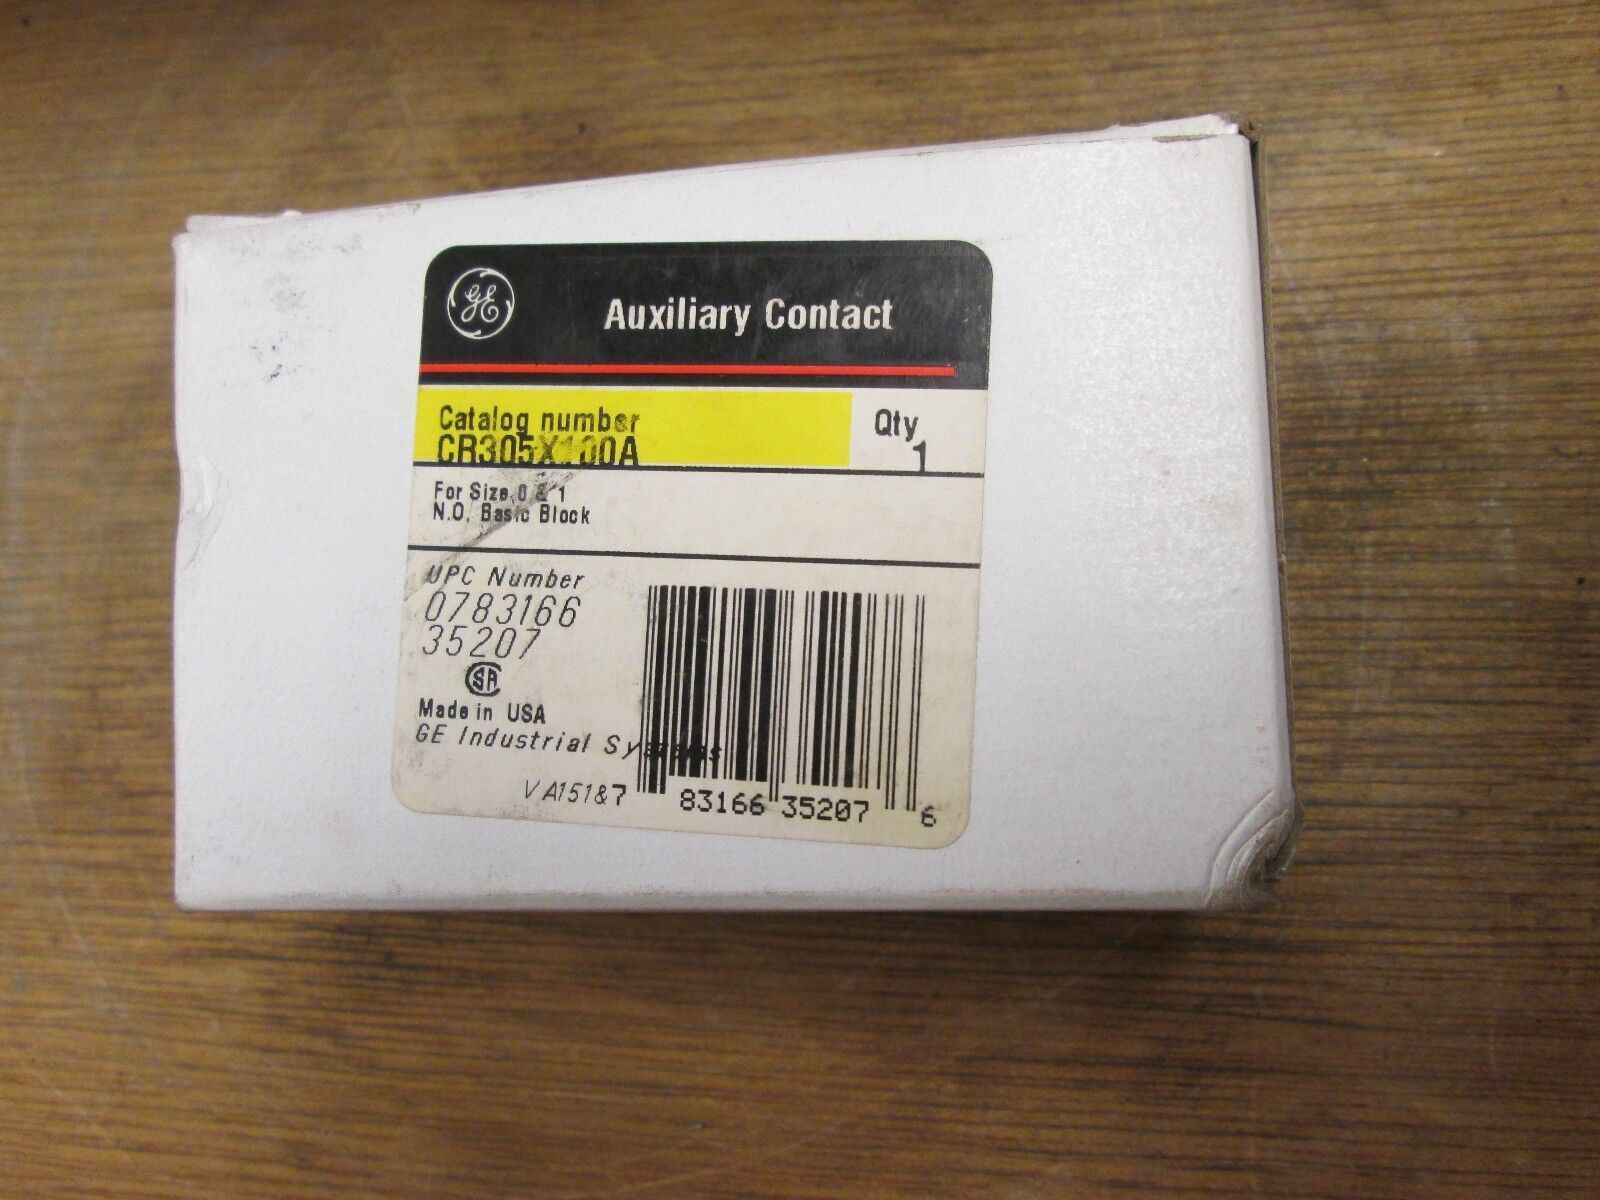 GE
Auxiliary Contact
Catalog number
CR305X100A
Qty
1
For Size 0 & 1
N.O. Basic Block
UPC Number
0783166
35207
CSA
Made in USA
GE Industrial Systems
VA151&
7 83166 35207 6